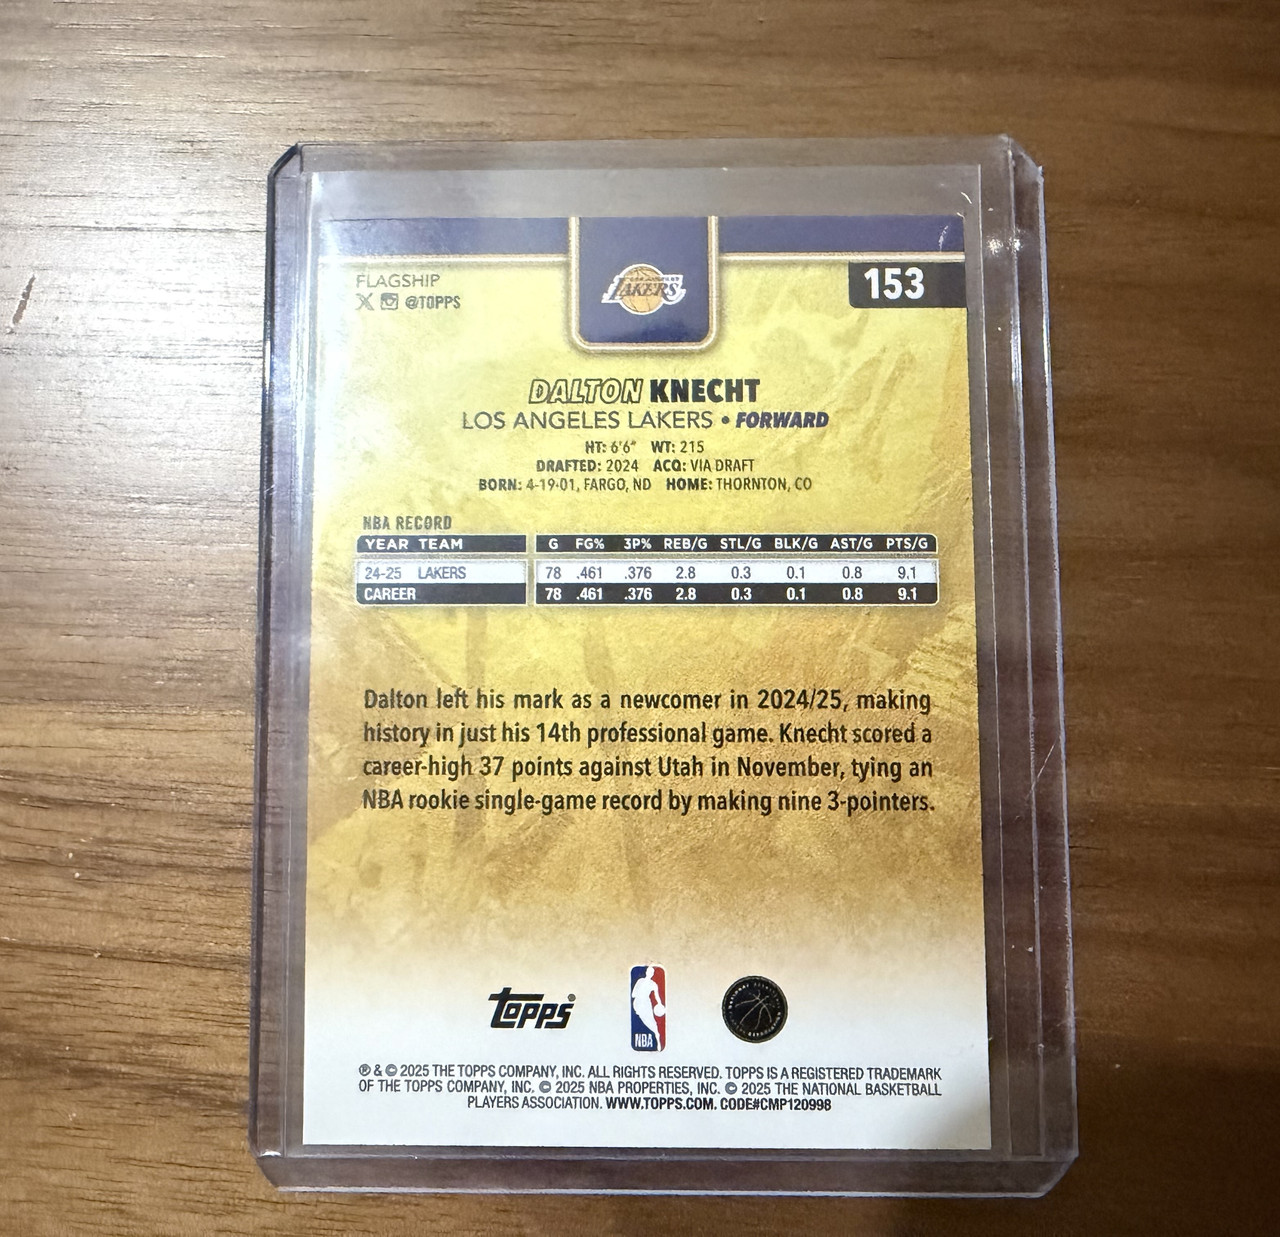 LOS ANGELES
LAKERS
FLAGSHIP
@TOPPS
153
DALTON KNECHT
LOS ANGELES LAKERS • FORWARD
HT: 6'6" WT: 215
DRAFTED: 2024 ACQ: VIA DRAFT
BORN: 4-19-01, FARGO, ND HOME: THORNTON, CO
NBA RECORD
YEAR TEAM G FG% 3P% REB/G STL/G BLK/G AST/G PTS/G
24-25 LAKERS 78 .461 .376 2.8 0.3 0.1 0.8 9.1
CAREER 78 .461 .376 2.8 0.3 0.1 0.8 9.1
Dalton left his mark as a newcomer in 2024/25, making
history in just his 14th professional game. Knecht scored a
career-high 37 points against Utah in November, tying an
NBA rookie single-game record by making nine 3-pointers.
topps®
NBA
® & © 2025 THE TOPPS COMPANY, INC. ALL RIGHTS RESERVED. TOPPS IS A REGISTERED TRADEMARK
OF THE TOPPS COMPANY, INC. © 2025 NBA PROPERTIES, INC. © 2025 THE NATIONAL BASKETBALL
PLAYERS ASSOCIATION. WWW.TOPPS.COM. CODE#CMP120998